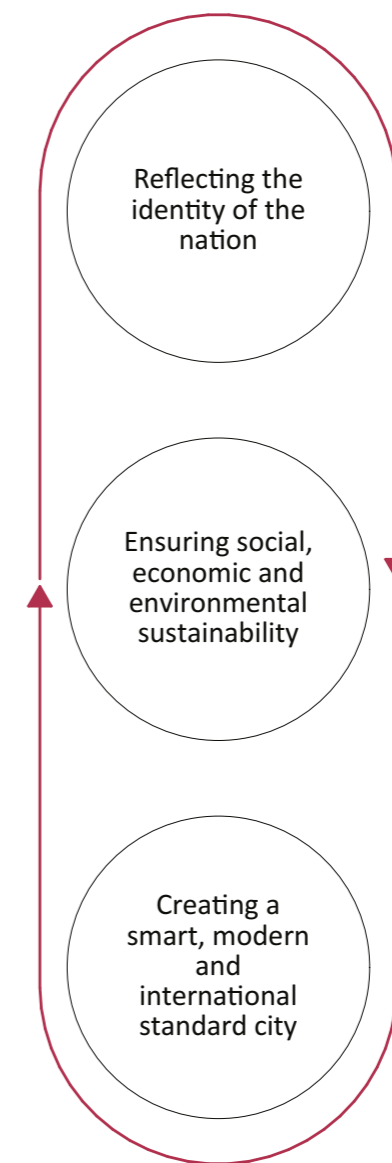 Reflecting the
identity of the
nation
Ensuring social,
economic and
environmental
sustainability
Creating a
smart, modern
and
international
standard city